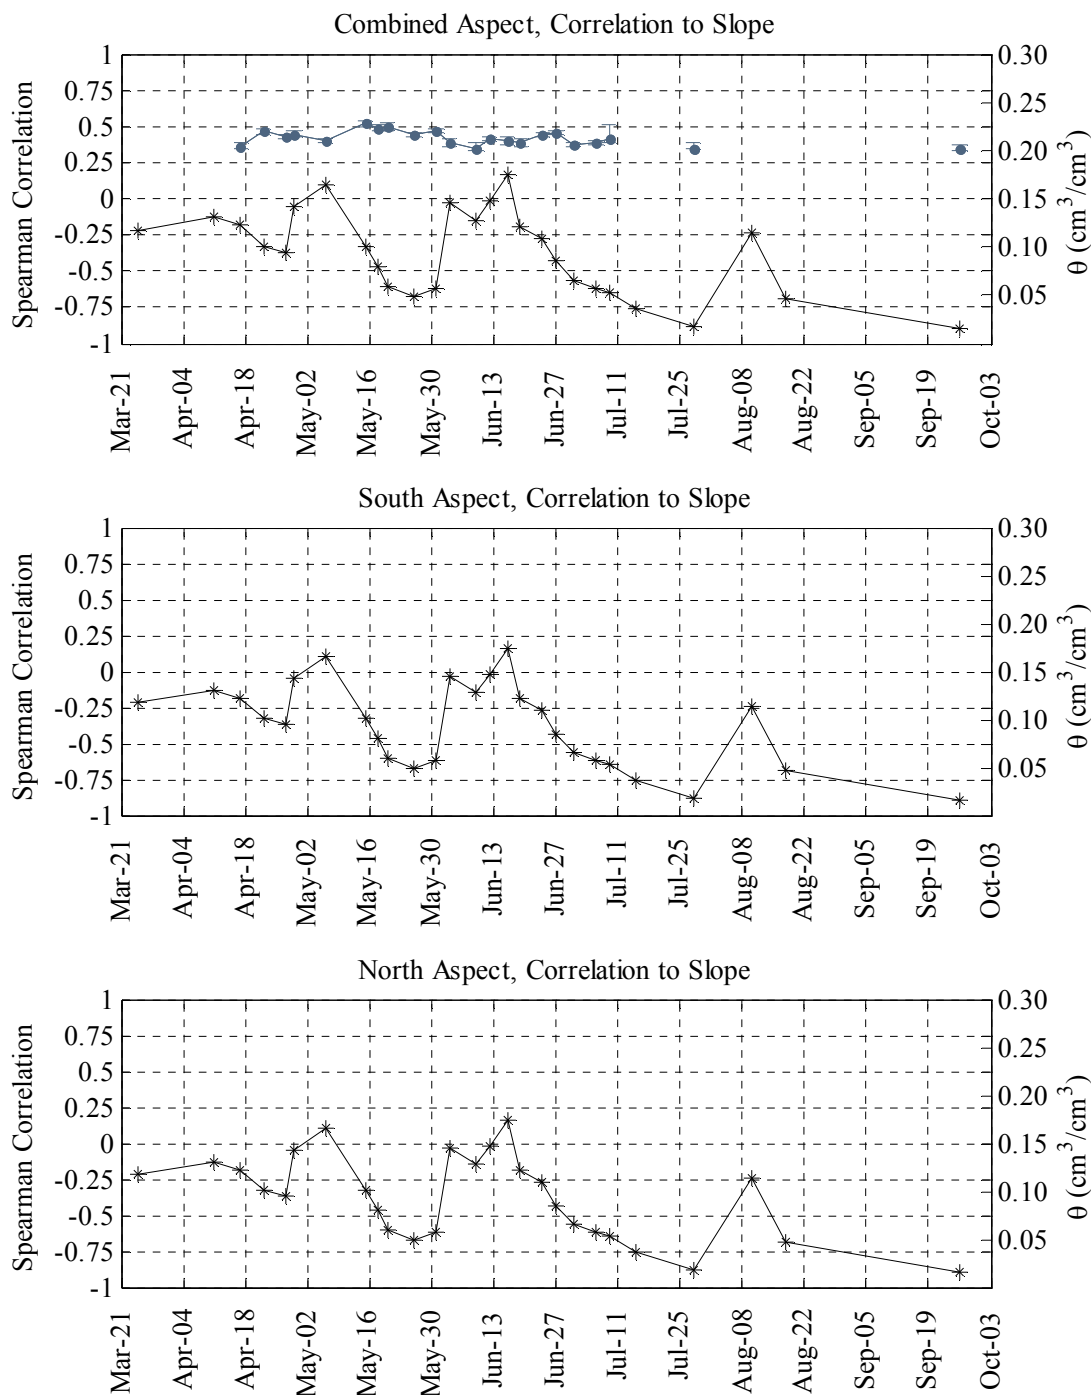 Combined Aspect, Correlation to Slope
Spearman Correlation
1
0.75
0.5
0.25
0
-0.25
-0.5
-0.75
-1
0.30
0.25
0.20
0.15
0.10
0.05
θ (cm³/cm³)
Mar-21
Apr-04
Apr-18
May-02
May-16
May-30
Jun-13
Jun-27
Jul-11
Jul-25
Aug-08
Aug-22
Sep-05
Sep-19
Oct-03
South Aspect, Correlation to Slope
Spearman Correlation
1
0.75
0.5
0.25
0
-0.25
-0.5
-0.75
-1
0.30
0.25
0.20
0.15
0.10
0.05
θ (cm³/cm³)
Mar-21
Apr-04
Apr-18
May-02
May-16
May-30
Jun-13
Jun-27
Jul-11
Jul-25
Aug-08
Aug-22
Sep-05
Sep-19
Oct-03
North Aspect, Correlation to Slope
Spearman Correlation
1
0.75
0.5
0.25
0
-0.25
-0.5
-0.75
-1
0.30
0.25
0.20
0.15
0.10
0.05
θ (cm³/cm³)
Mar-21
Apr-04
Apr-18
May-02
May-16
May-30
Jun-13
Jun-27
Jul-11
Jul-25
Aug-08
Aug-22
Sep-05
Sep-19
Oct-03